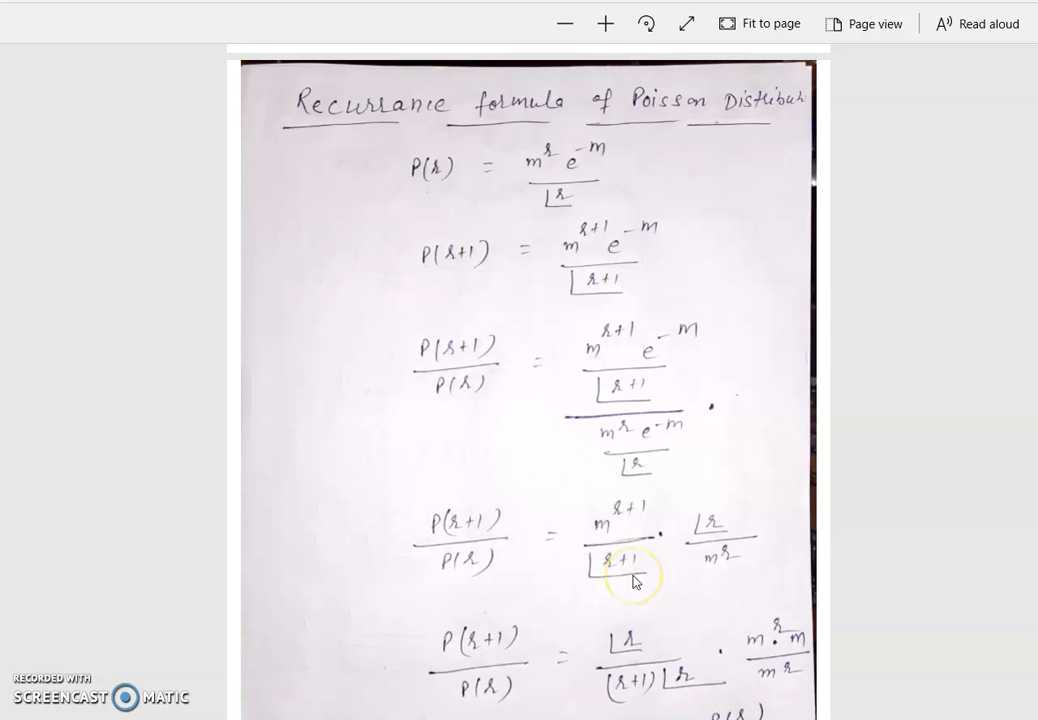 Fit to page Page view Read aloud
Recurrance formula of Poisson Distributi
P(r) = m^r e^-m / ⌊r
P(r+1) = m^r+1 e^-m / ⌊r+1
P(r+1) / P(r) = m^r+1 e^-m / ⌊r+1 / m^r e^-m / ⌊r .
P(r+1) / P(r) = m^r+1 / ⌊r+1 . ⌊r / m^r
P(r+1) / P(r) = ⌊r / (r+1) ⌊r . m^r . m / m^r
P(r)
RECORDED WITH
SCREENCAST MATIC